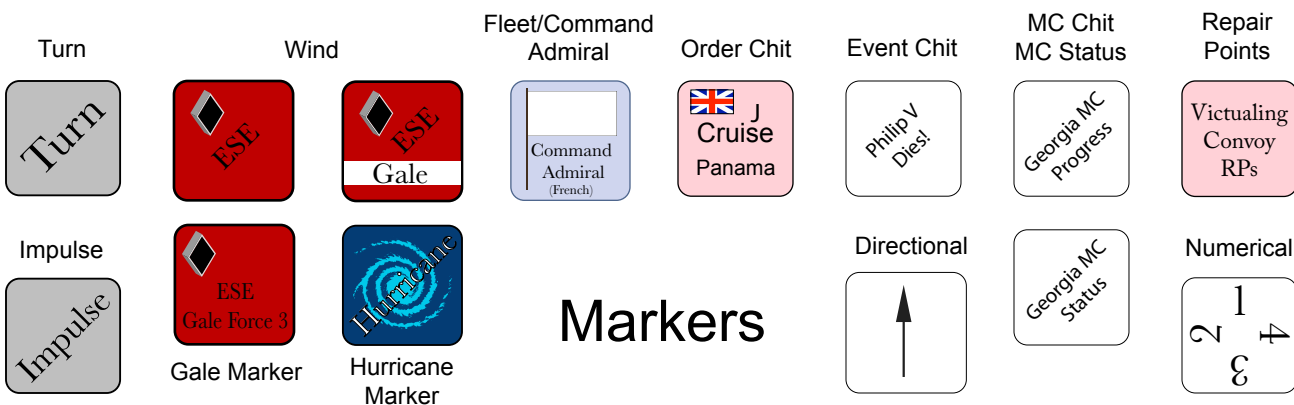 Turn
Wind
Fleet/Command
Admiral
Order Chit
Event Chit
MC Chit
MC Status
Repair
Points
Turn
ESE
ESE
Gale
Command
Admiral
(French)
J
Cruise
Panama
Philip V
Dies!
Georgia MC
Progress
Victualing
Convoy
RPs
Impulse
Impulse
ESE
Gale Force 3
Gale Marker
Hurricane
Hurricane
Marker
Markers
Directional
Georgia MC
Status
Numerical
1
2
4
3